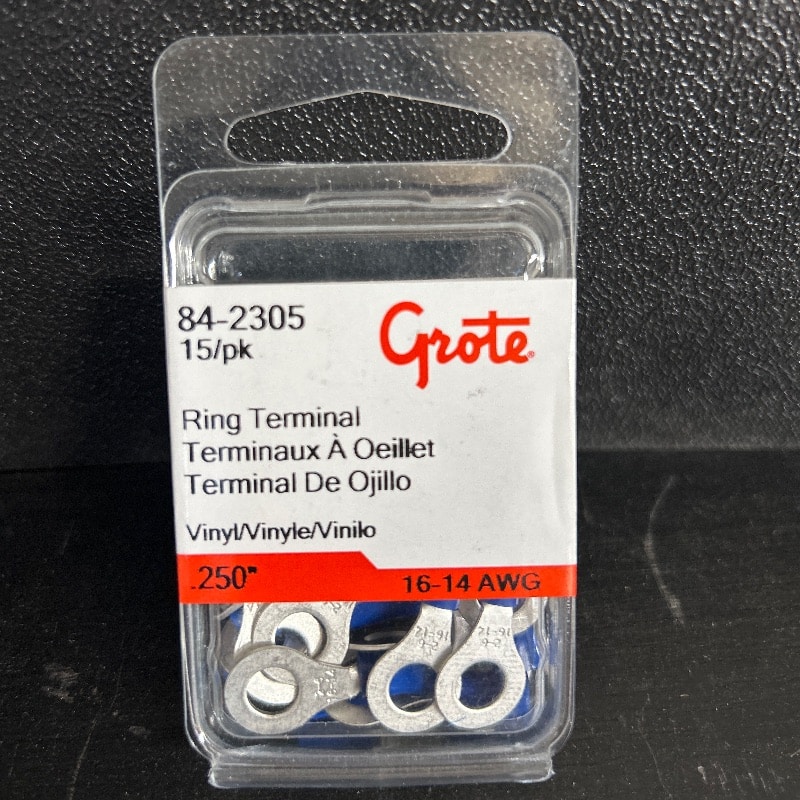 84-2305
15/pk
Grote®
Ring Terminal
Terminaux À Oeillet
Terminal De Ojillo
Vinyl/Vinyle/Vinilo
.250"
16-14 AWG